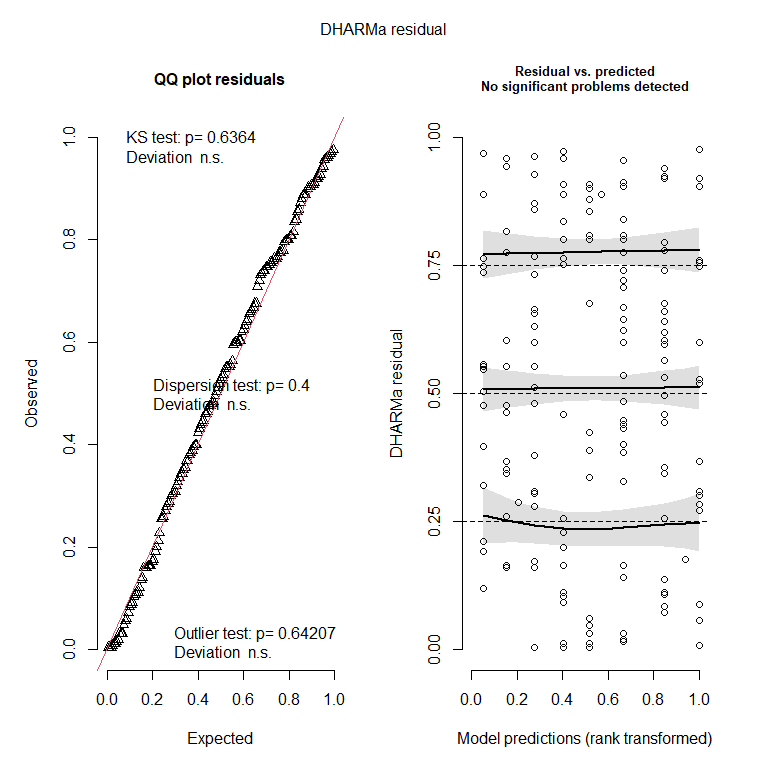 DHARMa residual
QQ plot residuals
KS test: p= 0.6364
Deviation n.s.
Dispersion test: p= 0.4
Deviation n.s.
Outlier test: p= 0.64207
Deviation n.s.
Observed
0.0
0.2
0.4
0.6
0.8
1.0
0.0
0.2
0.4
0.6
0.8
1.0
Expected
Residual vs. predicted
No significant problems detected
DHARMa residual
0.00
0.25
0.50
0.75
1.00
0.0
0.2
0.4
0.6
0.8
1.0
Model predictions (rank transformed)